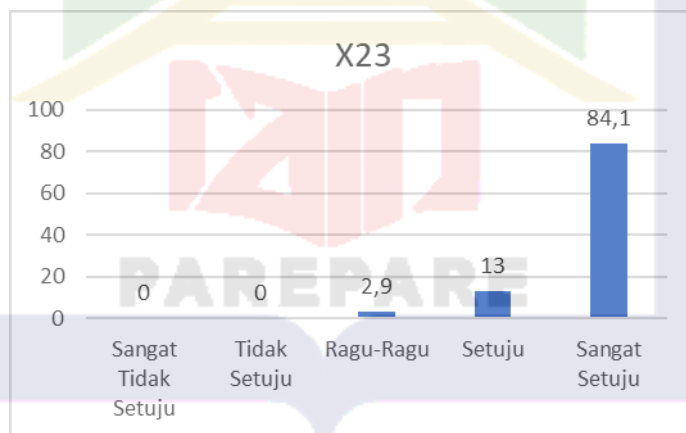 X23
100
80
60
40
20
0
0
0
2,9
13
84,1
PAREPARE
Sangat Tidak Setuju
Tidak Setuju
Ragu-Ragu
Setuju
Sangat Setuju